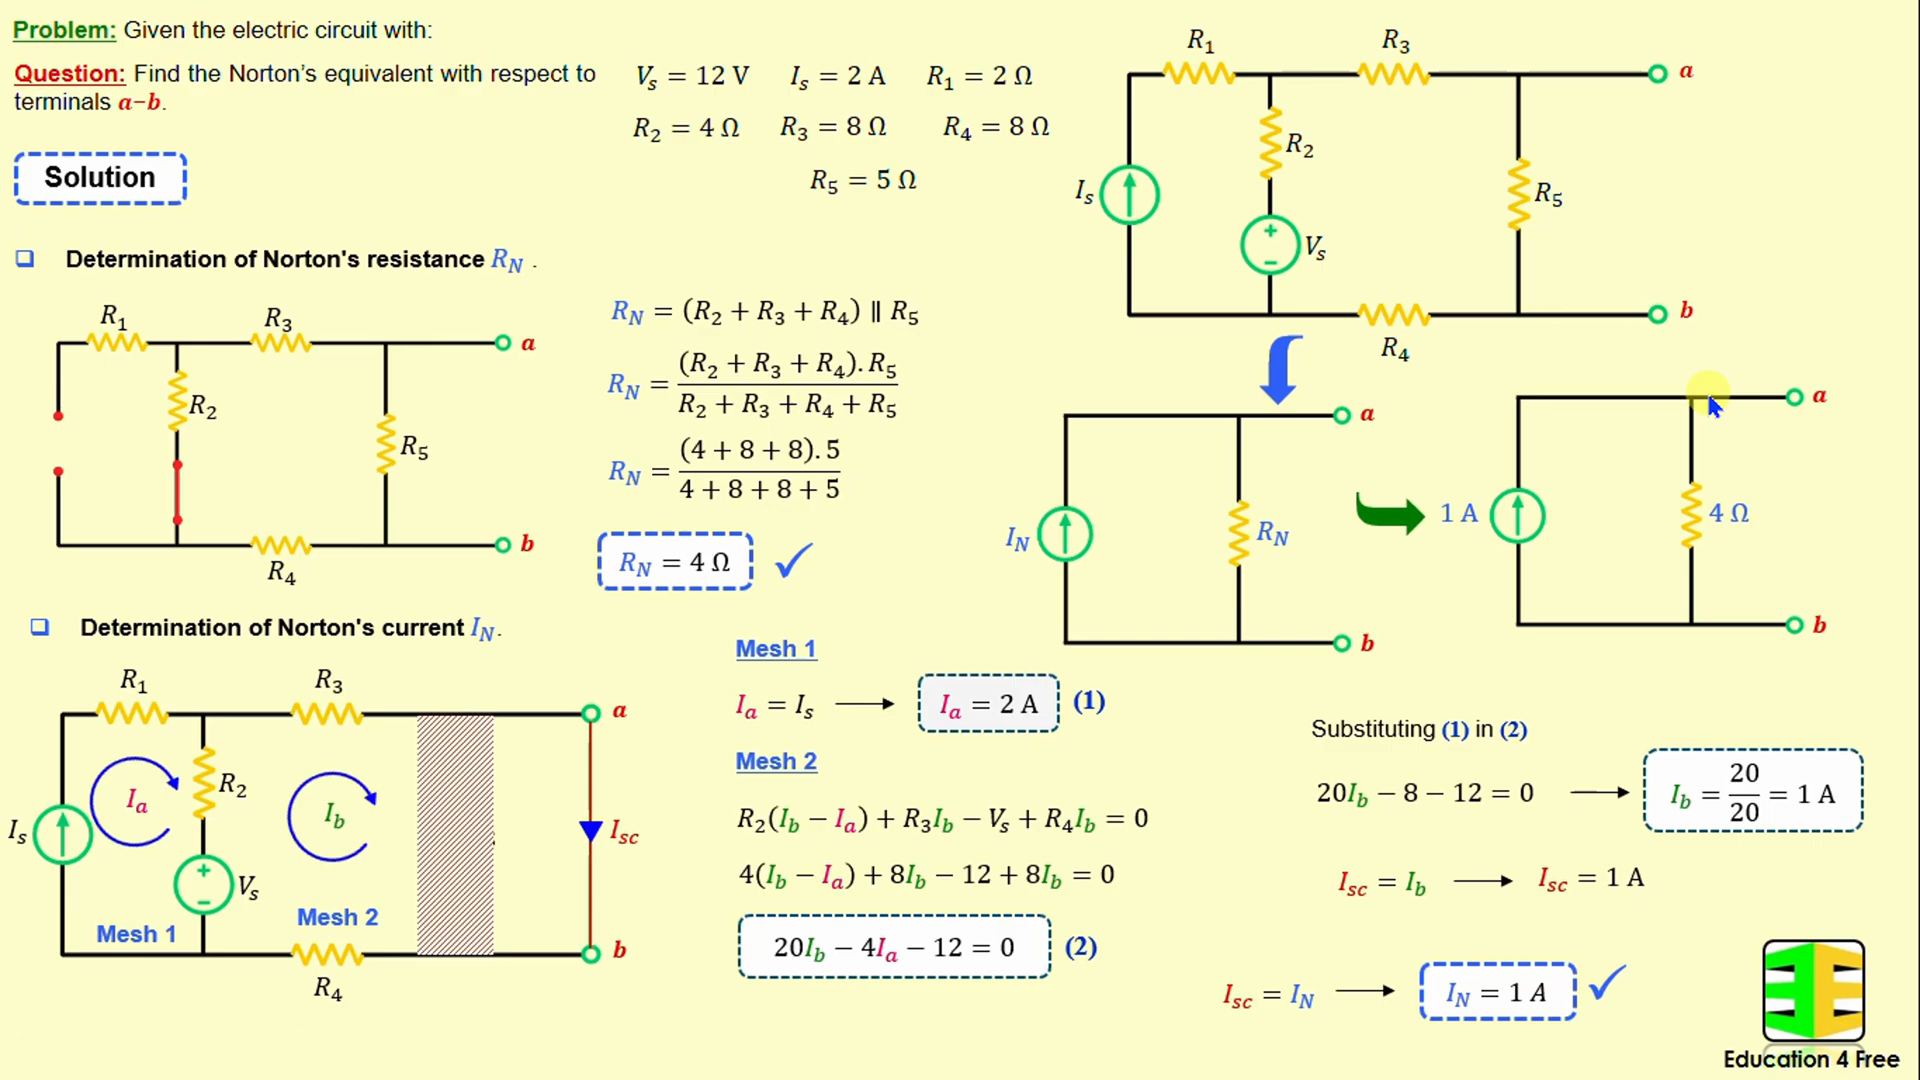 Problem: Given the electric circuit with:
Question: Find the Norton's equivalent with respect to
terminals a−b.
Vs = 12 V Is = 2 A R1 = 2 Ω
R2 = 4 Ω R3 = 8 Ω R4 = 8 Ω
R5 = 5 Ω
R1
R3
a
R2
Is
R5
+
−
Vs
b
R4
Solution
❑ Determination of Norton's resistance RN .
R1
R3
a
R2
R5
b
R4
RN = (R2 + R3 + R4) ∥ R5
RN = (R2 + R3 + R4). R5
R2 + R3 + R4 + R5
RN = (4 + 8 + 8). 5
4 + 8 + 8 + 5
RN = 4 Ω ✓
a
IN
RN
b
a
1 A
4 Ω
b
❑ Determination of Norton's current IN.
R1
R3
a
Ia
R2
Ib
Is
Isc
+
−
Vs
Mesh 1
Mesh 2
b
R4
Mesh 1
Ia = Is ⟶ Ia = 2 A (1)
Mesh 2
R2(Ib − Ia) + R3Ib − Vs + R4Ib = 0
4(Ib − Ia) + 8Ib − 12 + 8Ib = 0
20Ib − 4Ia − 12 = 0 (2)
Substituting (1) in (2)
20Ib − 8 − 12 = 0 ⟶ Ib = 20/20 = 1 A
Isc = Ib ⟶ Isc = 1 A
Isc = IN ⟶ IN = 1 A ✓
Education 4 Free